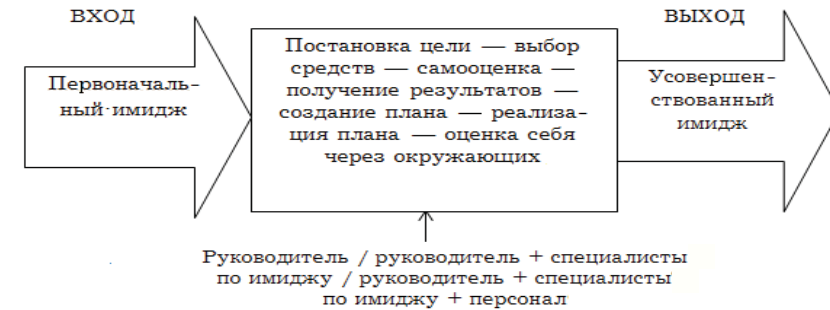 ВХОД
ВЫХОД
Первоначаль-
ный·имидж
Постановка цели — выбор
средств — самооценка —
получение результатов —
создание плана — реализа-
ция плана — оценка себя
через окружающих
Усовершен-
ствованный
имидж
Руководитель / руководитель + специалисты
по имиджу / руководитель + специалисты
по имиджу + персонал